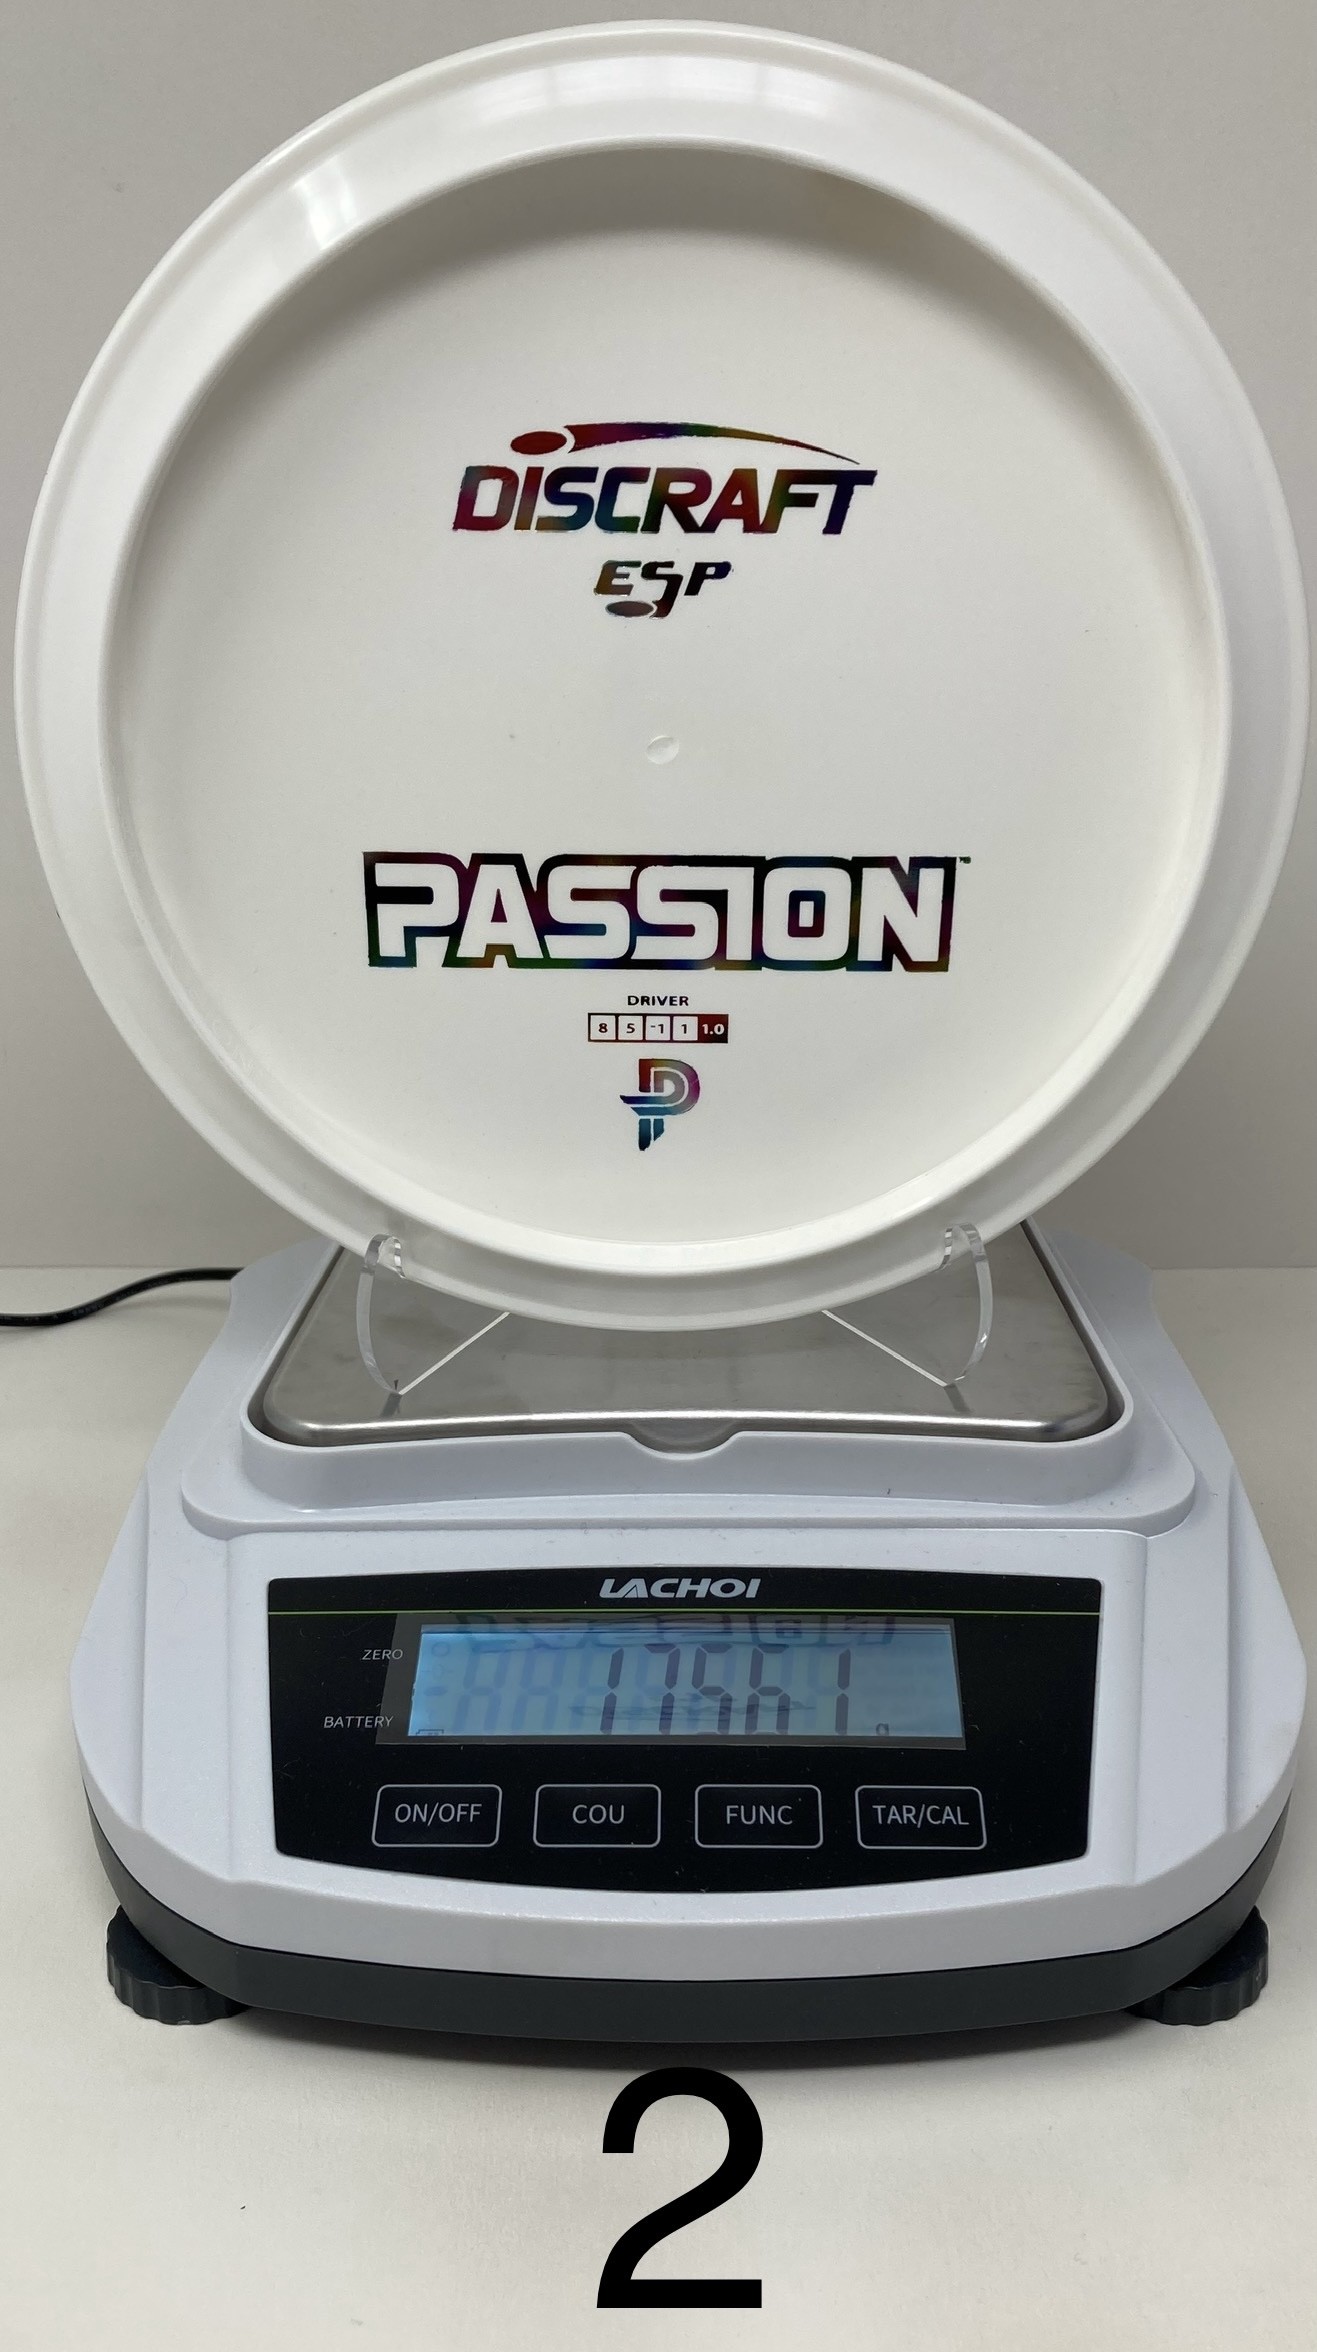 DISCRAFT
ESP
PASSION™
DRIVER
8 5 -1 1 1.0
LACHOI
ZERO
175.61 g
BATTERY
ON/OFF COU FUNC TAR/CAL
2